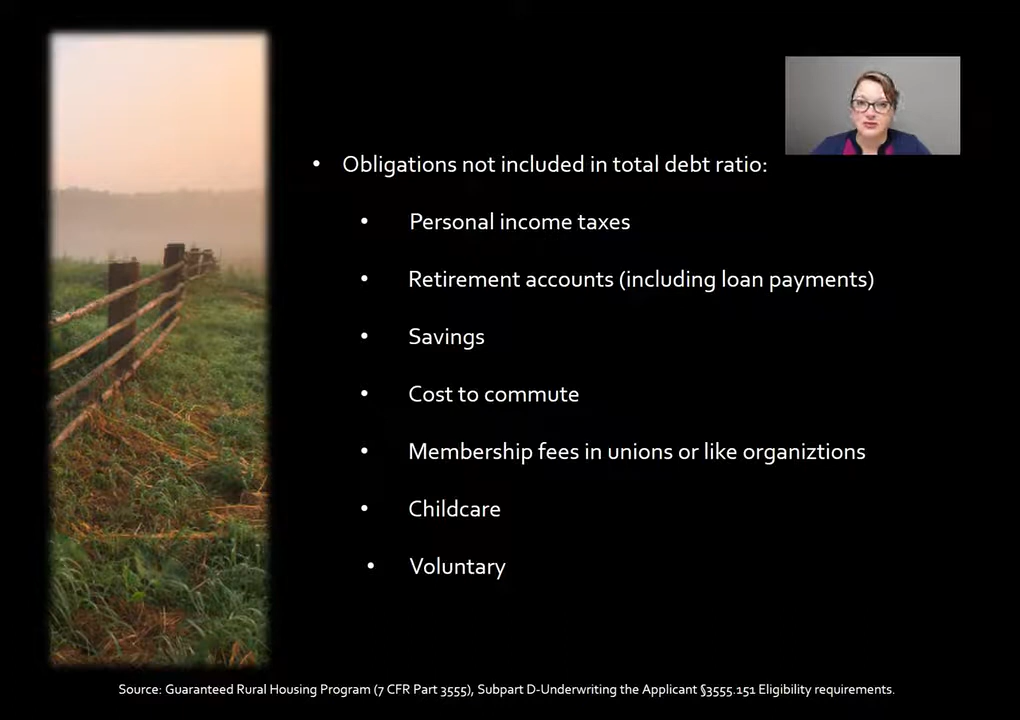 • Obligations not included in total debt ratio:
• Personal income taxes
• Retirement accounts (including loan payments)
• Savings
• Cost to commute
• Membership fees in unions or like organiztions
• Childcare
• Voluntary
Source: Guaranteed Rural Housing Program (7 CFR Part 3555), Subpart D-Underwriting the Applicant §3555.151 Eligibility requirements.